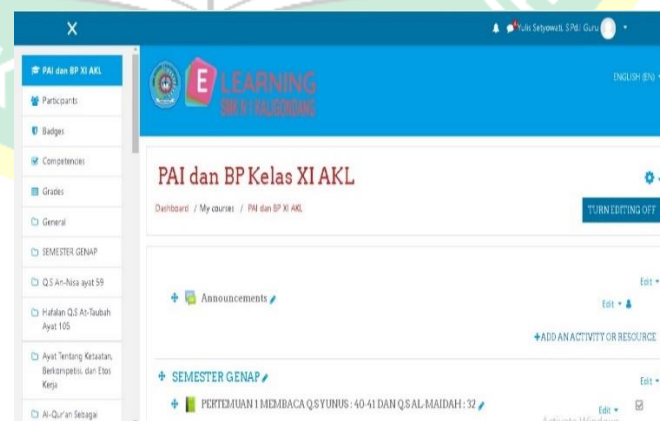 Yulis Setyowati, S.Pd.I Guru
PAI dan BP XI AKL
Participants
Badges
Competencies
Grades
General
SEMESTER GENAP
Q.S An-Nisa ayat 59
Hafalan Q.S At-Taubah
Ayat 105
Ayat Tentang Ketaatan,
Berkompetisi, dan Etos
Kerja
Al-Qur'an Sebagai
E LEARNING
SMK N 1 KALIGONDANG
ENGLISH (EN)
PAI dan BP Kelas XI AKL
Dashboard / My courses / PAI dan BP XI AKL
TURN EDITING OFF
Announcements
Edit
Edit
+ADD AN ACTIVITY OR RESOURCE
SEMESTER GENAP
Edit
PERTEMUAN 1 MEMBACA Q.S YUNUS : 40-41 DAN Q.S AL-MAIDAH : 32
Edit
Activate Windows